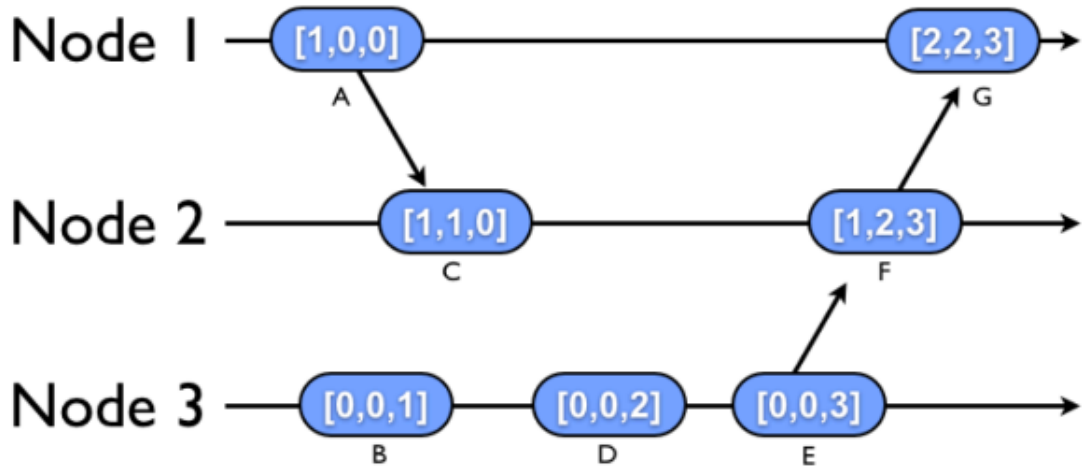 Node 1 [1,0,0] [2,2,3]
A G
Node 2 [1,1,0] [1,2,3]
C F
Node 3 [0,0,1] [0,0,2] [0,0,3]
B D E